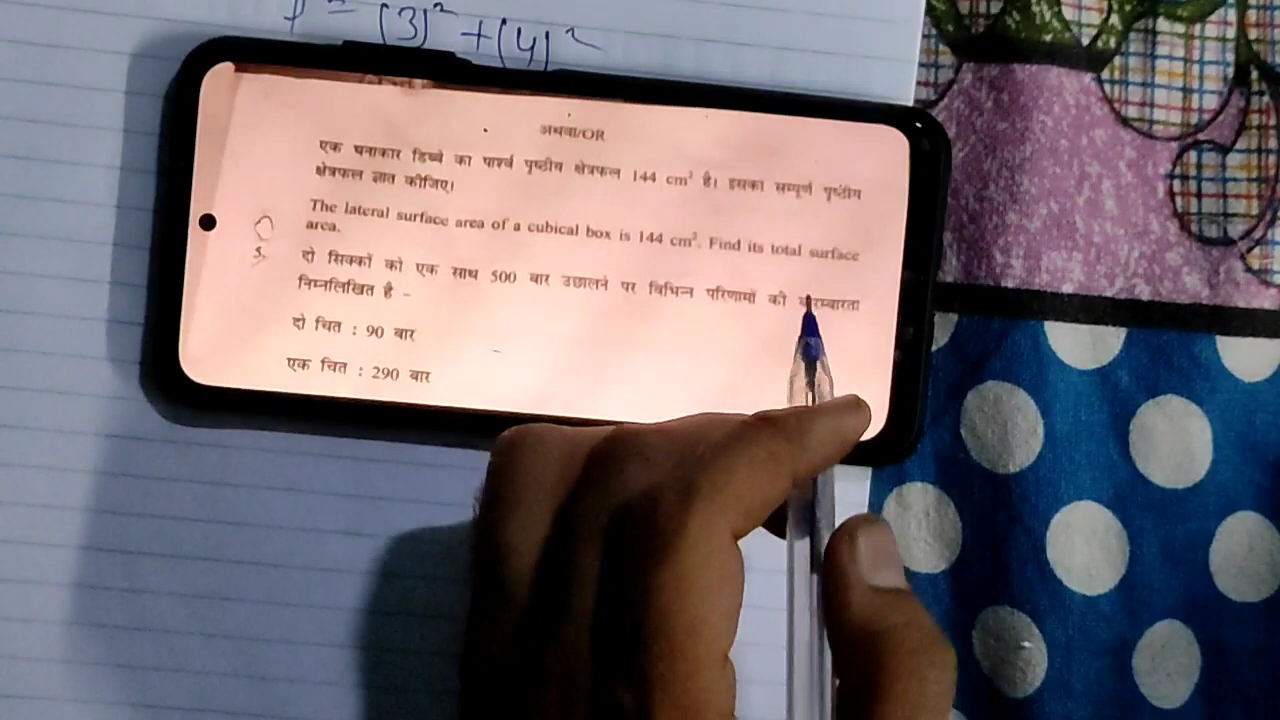 = (3)² + (4)²
अथवा/OR
एक घनाकार डिब्बे का पार्श्व पृष्ठीय क्षेत्रफल 144 cm² है। इसका सम्पूर्ण पृष्ठीय
क्षेत्रफल ज्ञात कीजिए।
The lateral surface area of a cubical box is 144 cm². Find its total surface
area.
5. दो सिक्कों को एक साथ 500 बार उछालने पर विभिन्न परिणामों की बारम्बारता
निम्नलिखित है –
दो चित : 90 बार
एक चित : 290 बार